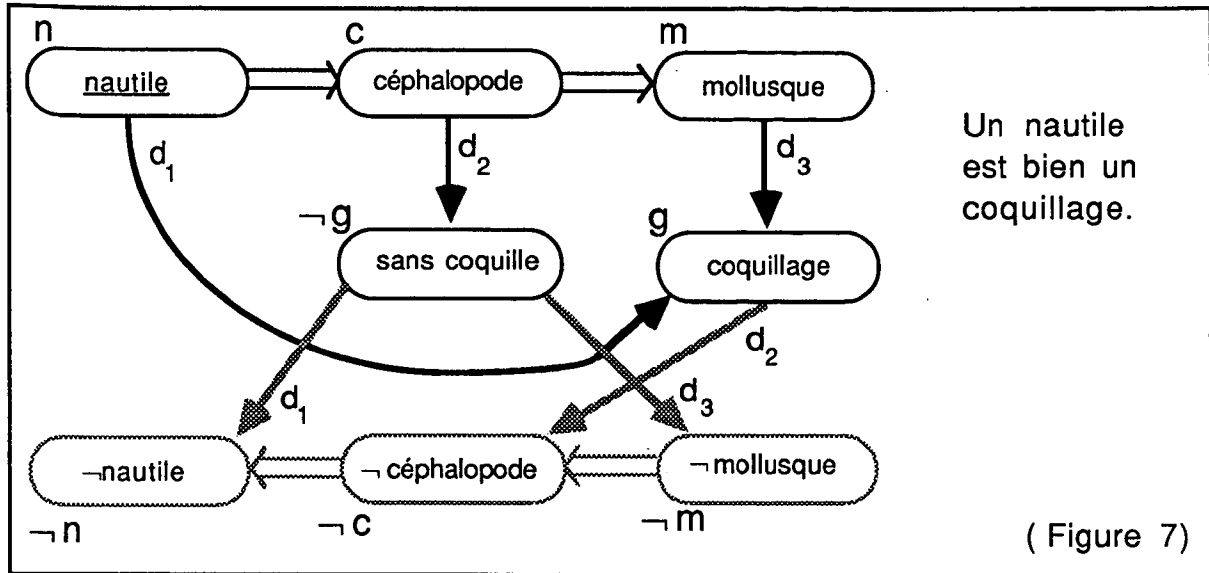 n c m
nautile céphalopode mollusque
Un nautile
est bien un
coquillage.
d1 d2 d3
¬g g
sans coquille coquillage
d2
d1 d3
¬nautile ¬céphalopode ¬mollusque
¬n ¬c ¬m
( Figure 7)